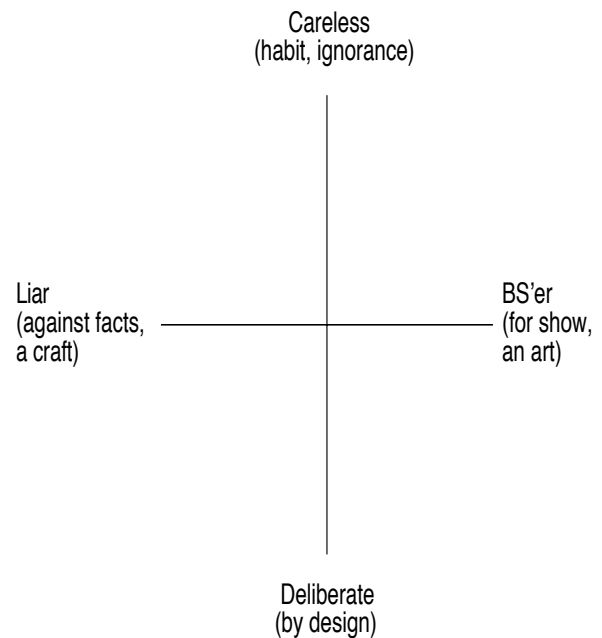 Careless
(habit, ignorance)
Liar
(against facts,
a craft)
BS’er
(for show,
an art)
Deliberate
(by design)